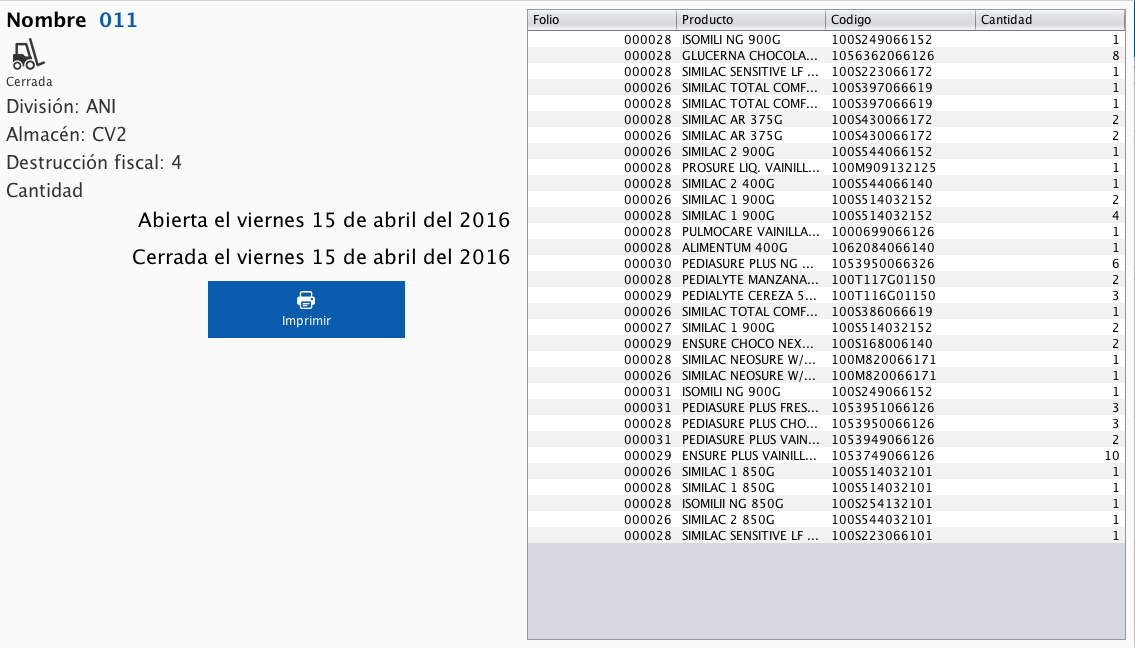 Nombre 011
Cerrada
División: ANI
Almacén: CV2
Destrucción fiscal: 4
Cantidad
Abierta el viernes 15 de abril del 2016
Cerrada el viernes 15 de abril del 2016
Imprimir
Folio Producto Codigo Cantidad
000028 ISOMILI NG 900G 100S249066152 1
000028 GLUCERNA CHOCOLA... 1056362066126 8
000028 SIMILAC SENSITIVE LF ... 100S223066172 1
000026 SIMILAC TOTAL COMF... 100S397066619 1
000028 SIMILAC TOTAL COMF... 100S397066619 1
000028 SIMILAC AR 375G 100S430066172 2
000026 SIMILAC AR 375G 100S430066172 2
000026 SIMILAC 2 900G 100S544066152 1
000028 PROSURE LIQ. VAINILL... 100M909132125 1
000028 SIMILAC 2 400G 100S544066140 1
000026 SIMILAC 1 900G 100S514032152 2
000028 SIMILAC 1 900G 100S514032152 4
000028 PULMOCARE VAINILLA... 1000699066126 1
000028 ALIMENTUM 400G 1062084066140 1
000030 PEDIASURE PLUS NG ... 1053950066326 6
000028 PEDIALYTE MANZANA... 100T117G01150 2
000029 PEDIALYTE CEREZA 5... 100T116G01150 3
000026 SIMILAC TOTAL COMF... 100S386066619 1
000027 SIMILAC 1 900G 100S514032152 2
000029 ENSURE CHOCO NEX... 100S168006140 2
000028 SIMILAC NEOSURE W/... 100M820066171 1
000026 SIMILAC NEOSURE W/... 100M820066171 1
000031 ISOMILI NG 900G 100S249066152 1
000031 PEDIASURE PLUS FRES... 1053951066126 3
000028 PEDIASURE PLUS CHO... 1053950066126 3
000031 PEDIASURE PLUS VAIN... 1053949066126 2
000029 ENSURE PLUS VAINILL... 1053749066126 10
000026 SIMILAC 1 850G 100S514032101 1
000028 SIMILAC 1 850G 100S514032101 1
000028 ISOMILII NG 850G 100S254132101 1
000026 SIMILAC 2 850G 100S544032101 1
000028 SIMILAC SENSITIVE LF ... 100S223066101 1